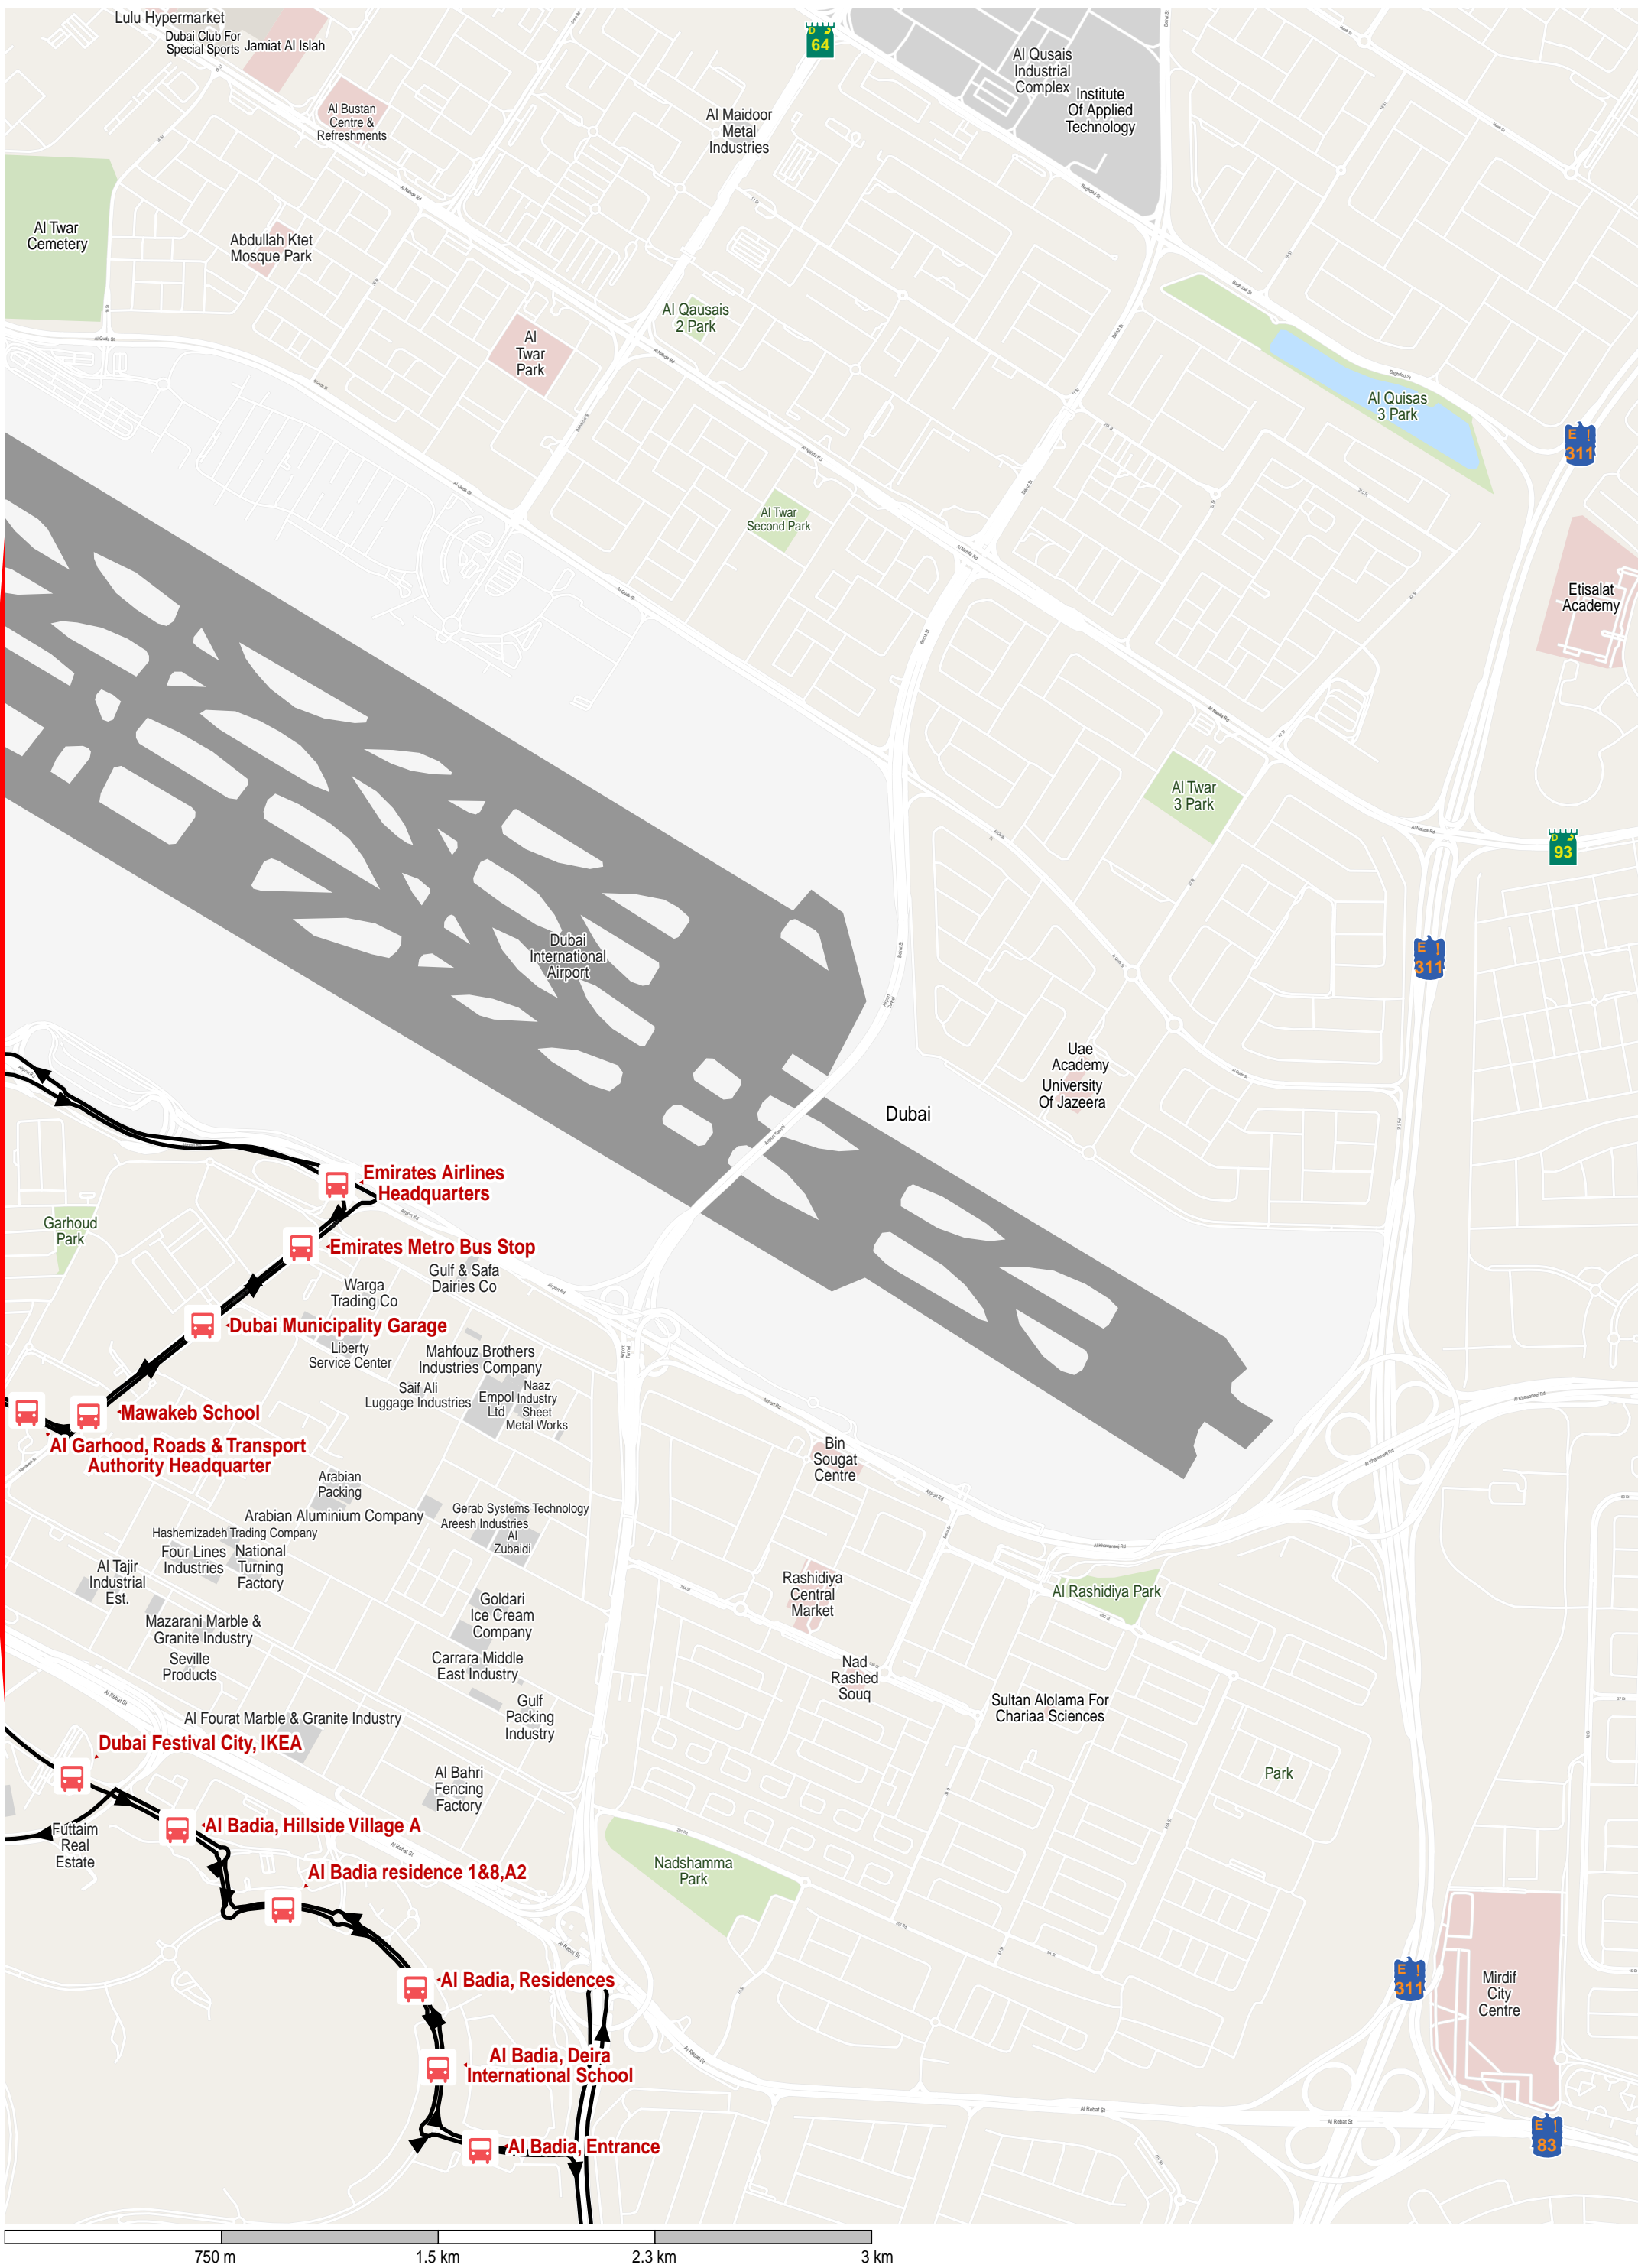 Lulu Hypermarket
Dubai Club For
Special Sports
Jamiat Al Islah
64
Al Qusais
Industrial
Complex
Institute
Of Applied
Technology
Al Bustan
Centre &
Refreshments
Al Maidoor
Metal
Industries
Al Twar
Cemetery
Abdullah Ktet
Mosque Park
Al Qausais
2 Park
Al
Twar
Park
Al Quisas
3 Park
E
311
Al Twar
Second Park
Etisalat
Academy
Al Twar
3 Park
93
E
311
Dubai
International
Airport
Uae
Academy
University
Of Jazeera
Dubai
Emirates Airlines
Headquarters
Garhoud
Park
Emirates Metro Bus Stop
Gulf & Safa
Dairies Co
Warga
Trading Co
Dubai Municipality Garage
Liberty
Service Center
Mahfouz Brothers
Industries Company
Saif Ali
Luggage Industries
Empol
Ltd
Naaz
Industry
Sheet
Metal Works
Mawakeb School
Al Garhood, Roads & Transport
Authority Headquarter
Bin
Sougat
Centre
Arabian
Packing
Arabian Aluminium Company
Gerab Systems Technology
Areesh Industries
Al
Zubaidi
Hashemizadeh Trading Company
Four Lines
Industries
National
Turning
Factory
Al Tajir
Industrial
Est.
Rashidiya
Central
Market
Al Rashidiya Park
Goldari
Ice Cream
Company
Mazarani Marble &
Granite Industry
Seville
Products
Carrara Middle
East Industry
Nad
Rashed
Souq
Sultan Alolama For
Chariaa Sciences
Gulf
Packing
Industry
Al Fourat Marble & Granite Industry
Dubai Festival City, IKEA
Al Bahri
Fencing
Factory
Park
Al Badia, Hillside Village A
Futtaim
Real
Estate
Nadshamma
Park
Al Badia residence 1&8,A2
Al Badia, Residences
E
311
Mirdif
City
Centre
Al Badia, Deira
International School
Al Rebat St
Al Rebat St
E
83
Al Badia, Entrance
750 m
1.5 km
2.3 km
3 km